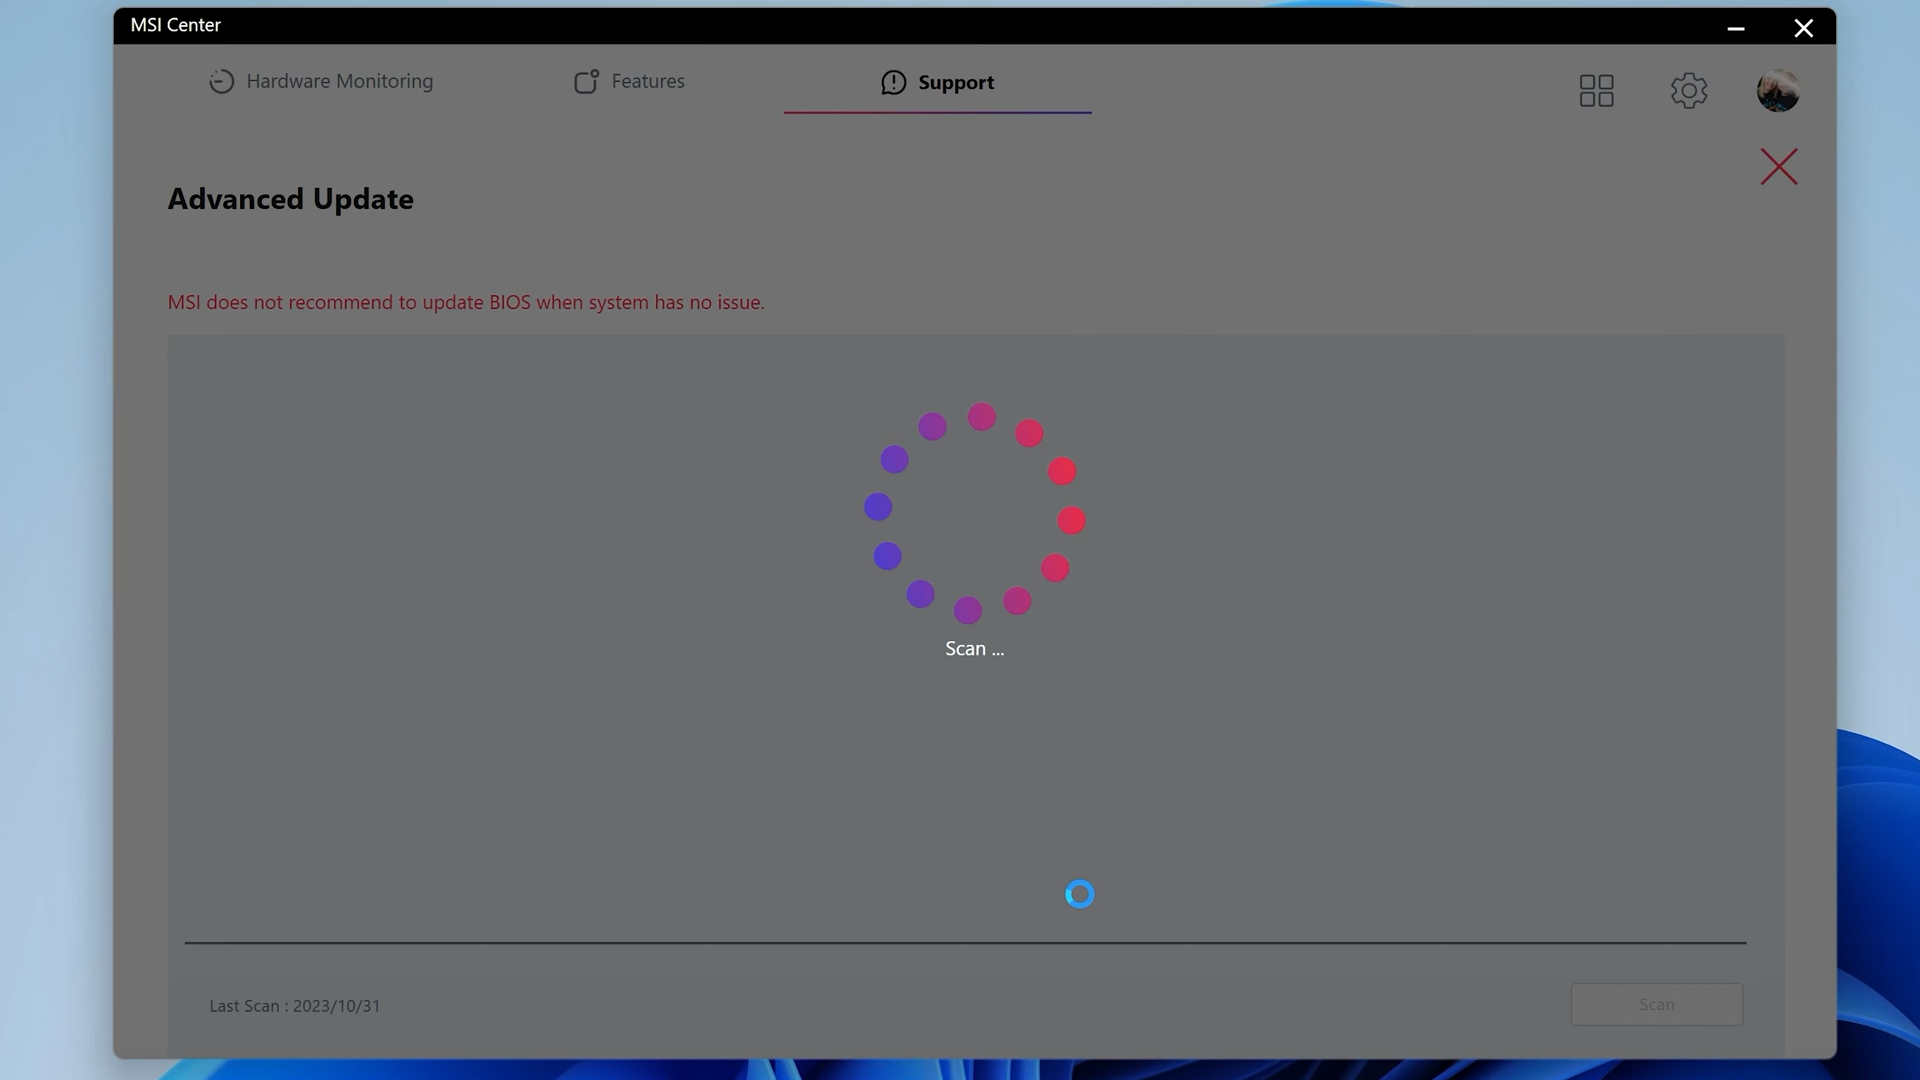 MSI Center
Hardware Monitoring
Features
Support
Advanced Update
MSI does not recommend to update BIOS when system has no issue.
Scan ...
Last Scan : 2023/10/31
Scan